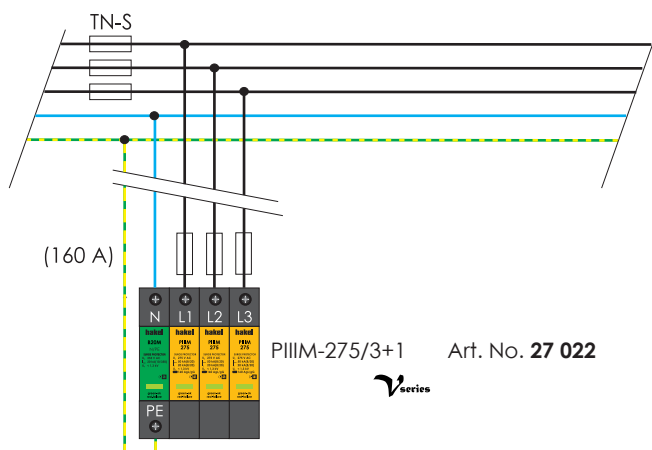 TN-S
(160 A)
N L1 L2 L3
hakel hakel hakel hakel
PIIIM PIIIM PIIIM
275 275 275
PE
PIIIM-275/3+1 Art. No. 27 022
V series